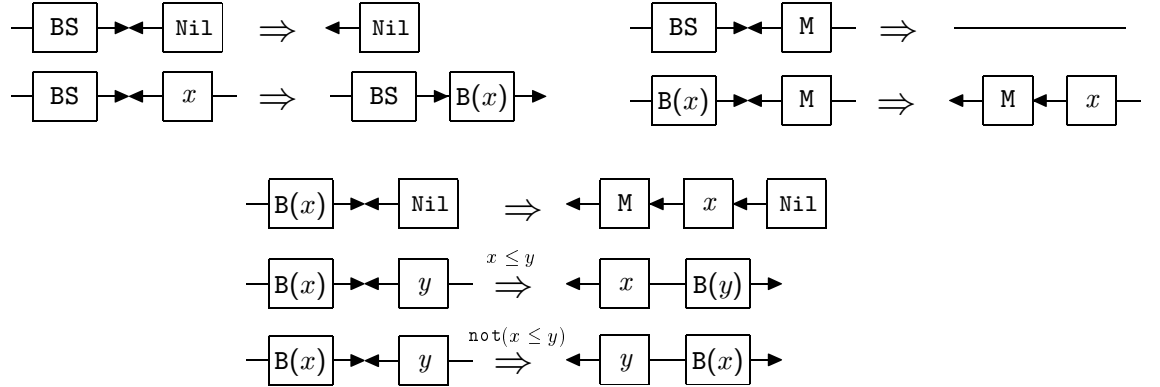 BS Nil ⇒ Nil
BS M ⇒
BS x ⇒ BS B(x)
B(x) M ⇒ M x
B(x) Nil ⇒ M x Nil
x ≤ y
B(x) y ⇒ x B(y)
not(x ≤ y)
B(x) y ⇒ y B(x)